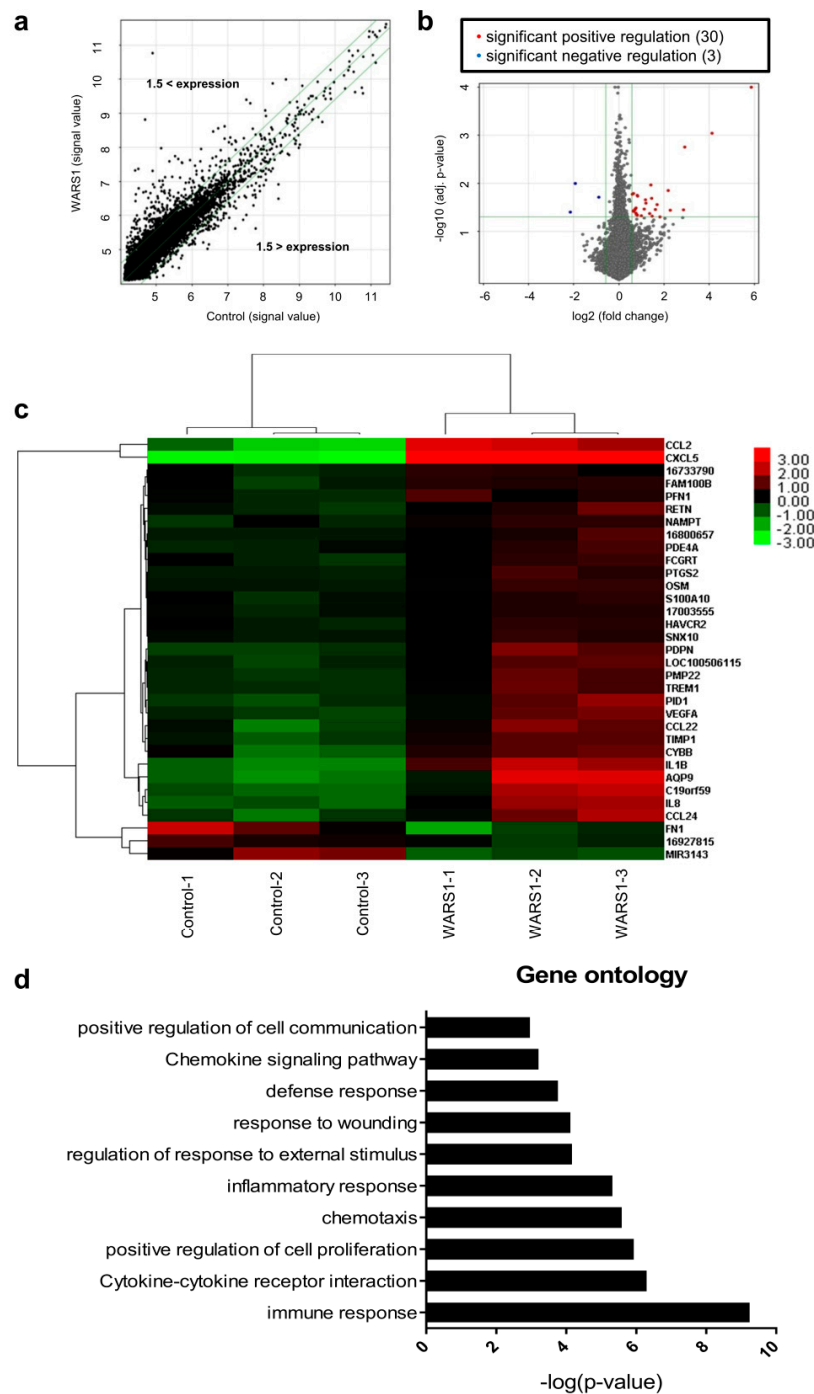 a
11
10
9
8
7
6
5
WARS1 (signal value)
1.5 < expression
1.5 > expression
5 6 7 8 9 10 11
Control (signal value)
b
significant positive regulation (30)
significant negative regulation (3)
4
3
2
1
-log10 (adj. p-value)
-6 -4 -2 0 2 4 6
log2 (fold change)
c
CCL2
CXCL5
16733790
FAM100B
PFN1
RETN
NAMPT
16800657
PDE4A
FCGRT
PTGS2
OSM
S100A10
17003555
HAVCR2
SNX10
PDPN
LOC100506115
PMP22
TREM1
PID1
VEGFA
CCL22
TIMP1
CYBB
IL1B
AQP9
C19orf59
IL8
CCL24
FN1
16927815
MIR3143
3.00
2.00
1.00
0.00
-1.00
-2.00
-3.00
Control-1
Control-2
Control-3
WARS1-1
WARS1-2
WARS1-3
d
Gene ontology
positive regulation of cell communication
Chemokine signaling pathway
defense response
response to wounding
regulation of response to external stimulus
inflammatory response
chemotaxis
positive regulation of cell proliferation
Cytokine-cytokine receptor interaction
immune response
0 2 4 6 8 10
-log(p-value)